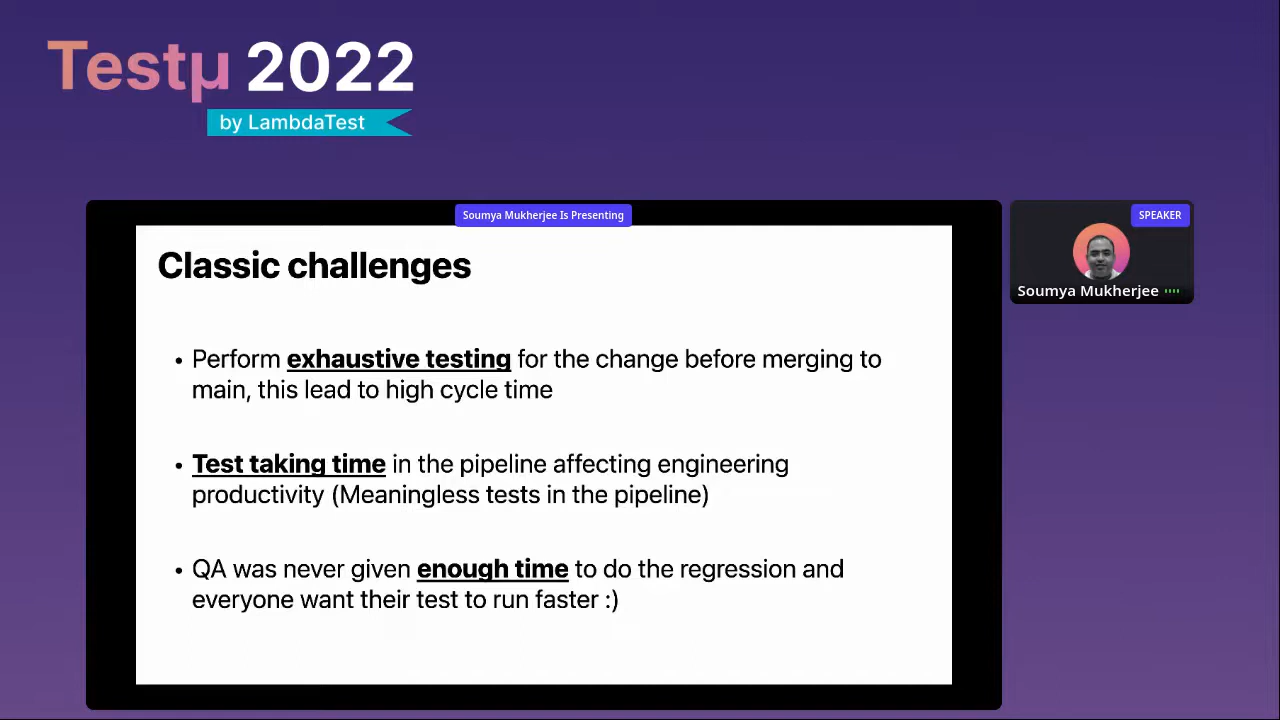 Testμ 2022
by LambdaTest
Soumya Mukherjee Is Presenting
SPEAKER
Soumya Mukherjee
Classic challenges
• Perform exhaustive testing for the change before merging to
main, this lead to high cycle time
• Test taking time in the pipeline affecting engineering
productivity (Meaningless tests in the pipeline)
• QA was never given enough time to do the regression and
everyone want their test to run faster :)